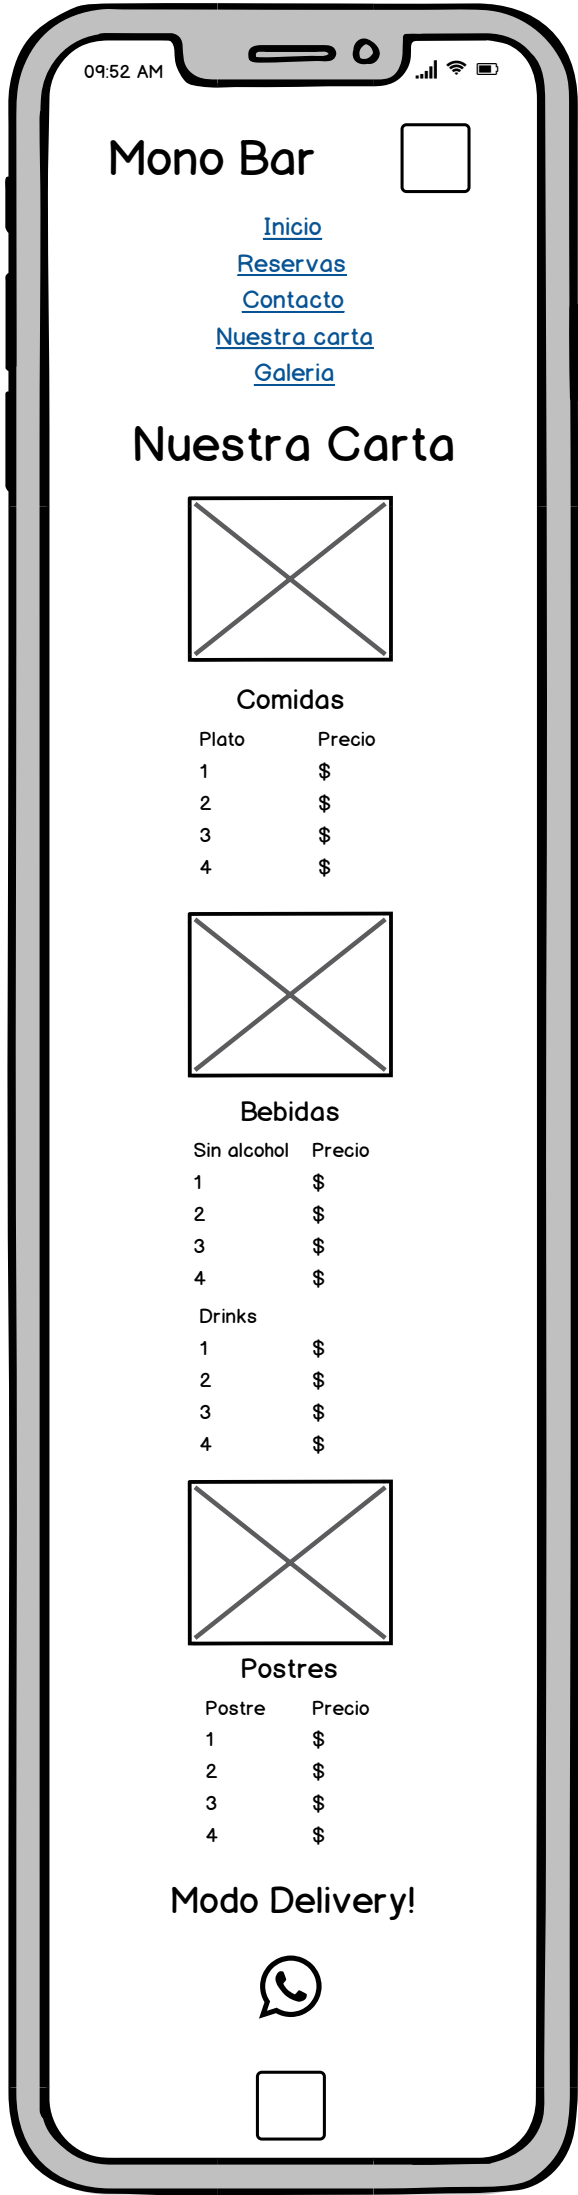 09:52 AM
Mono Bar
Inicio
Reservas
Contacto
Nuestra carta
Galeria
Nuestra Carta
Comidas
Plato Precio
1 $
2 $
3 $
4 $
Bebidas
Sin alcohol Precio
1 $
2 $
3 $
4 $
Drinks
1 $
2 $
3 $
4 $
Postres
Postre Precio
1 $
2 $
3 $
4 $
Modo Delivery!